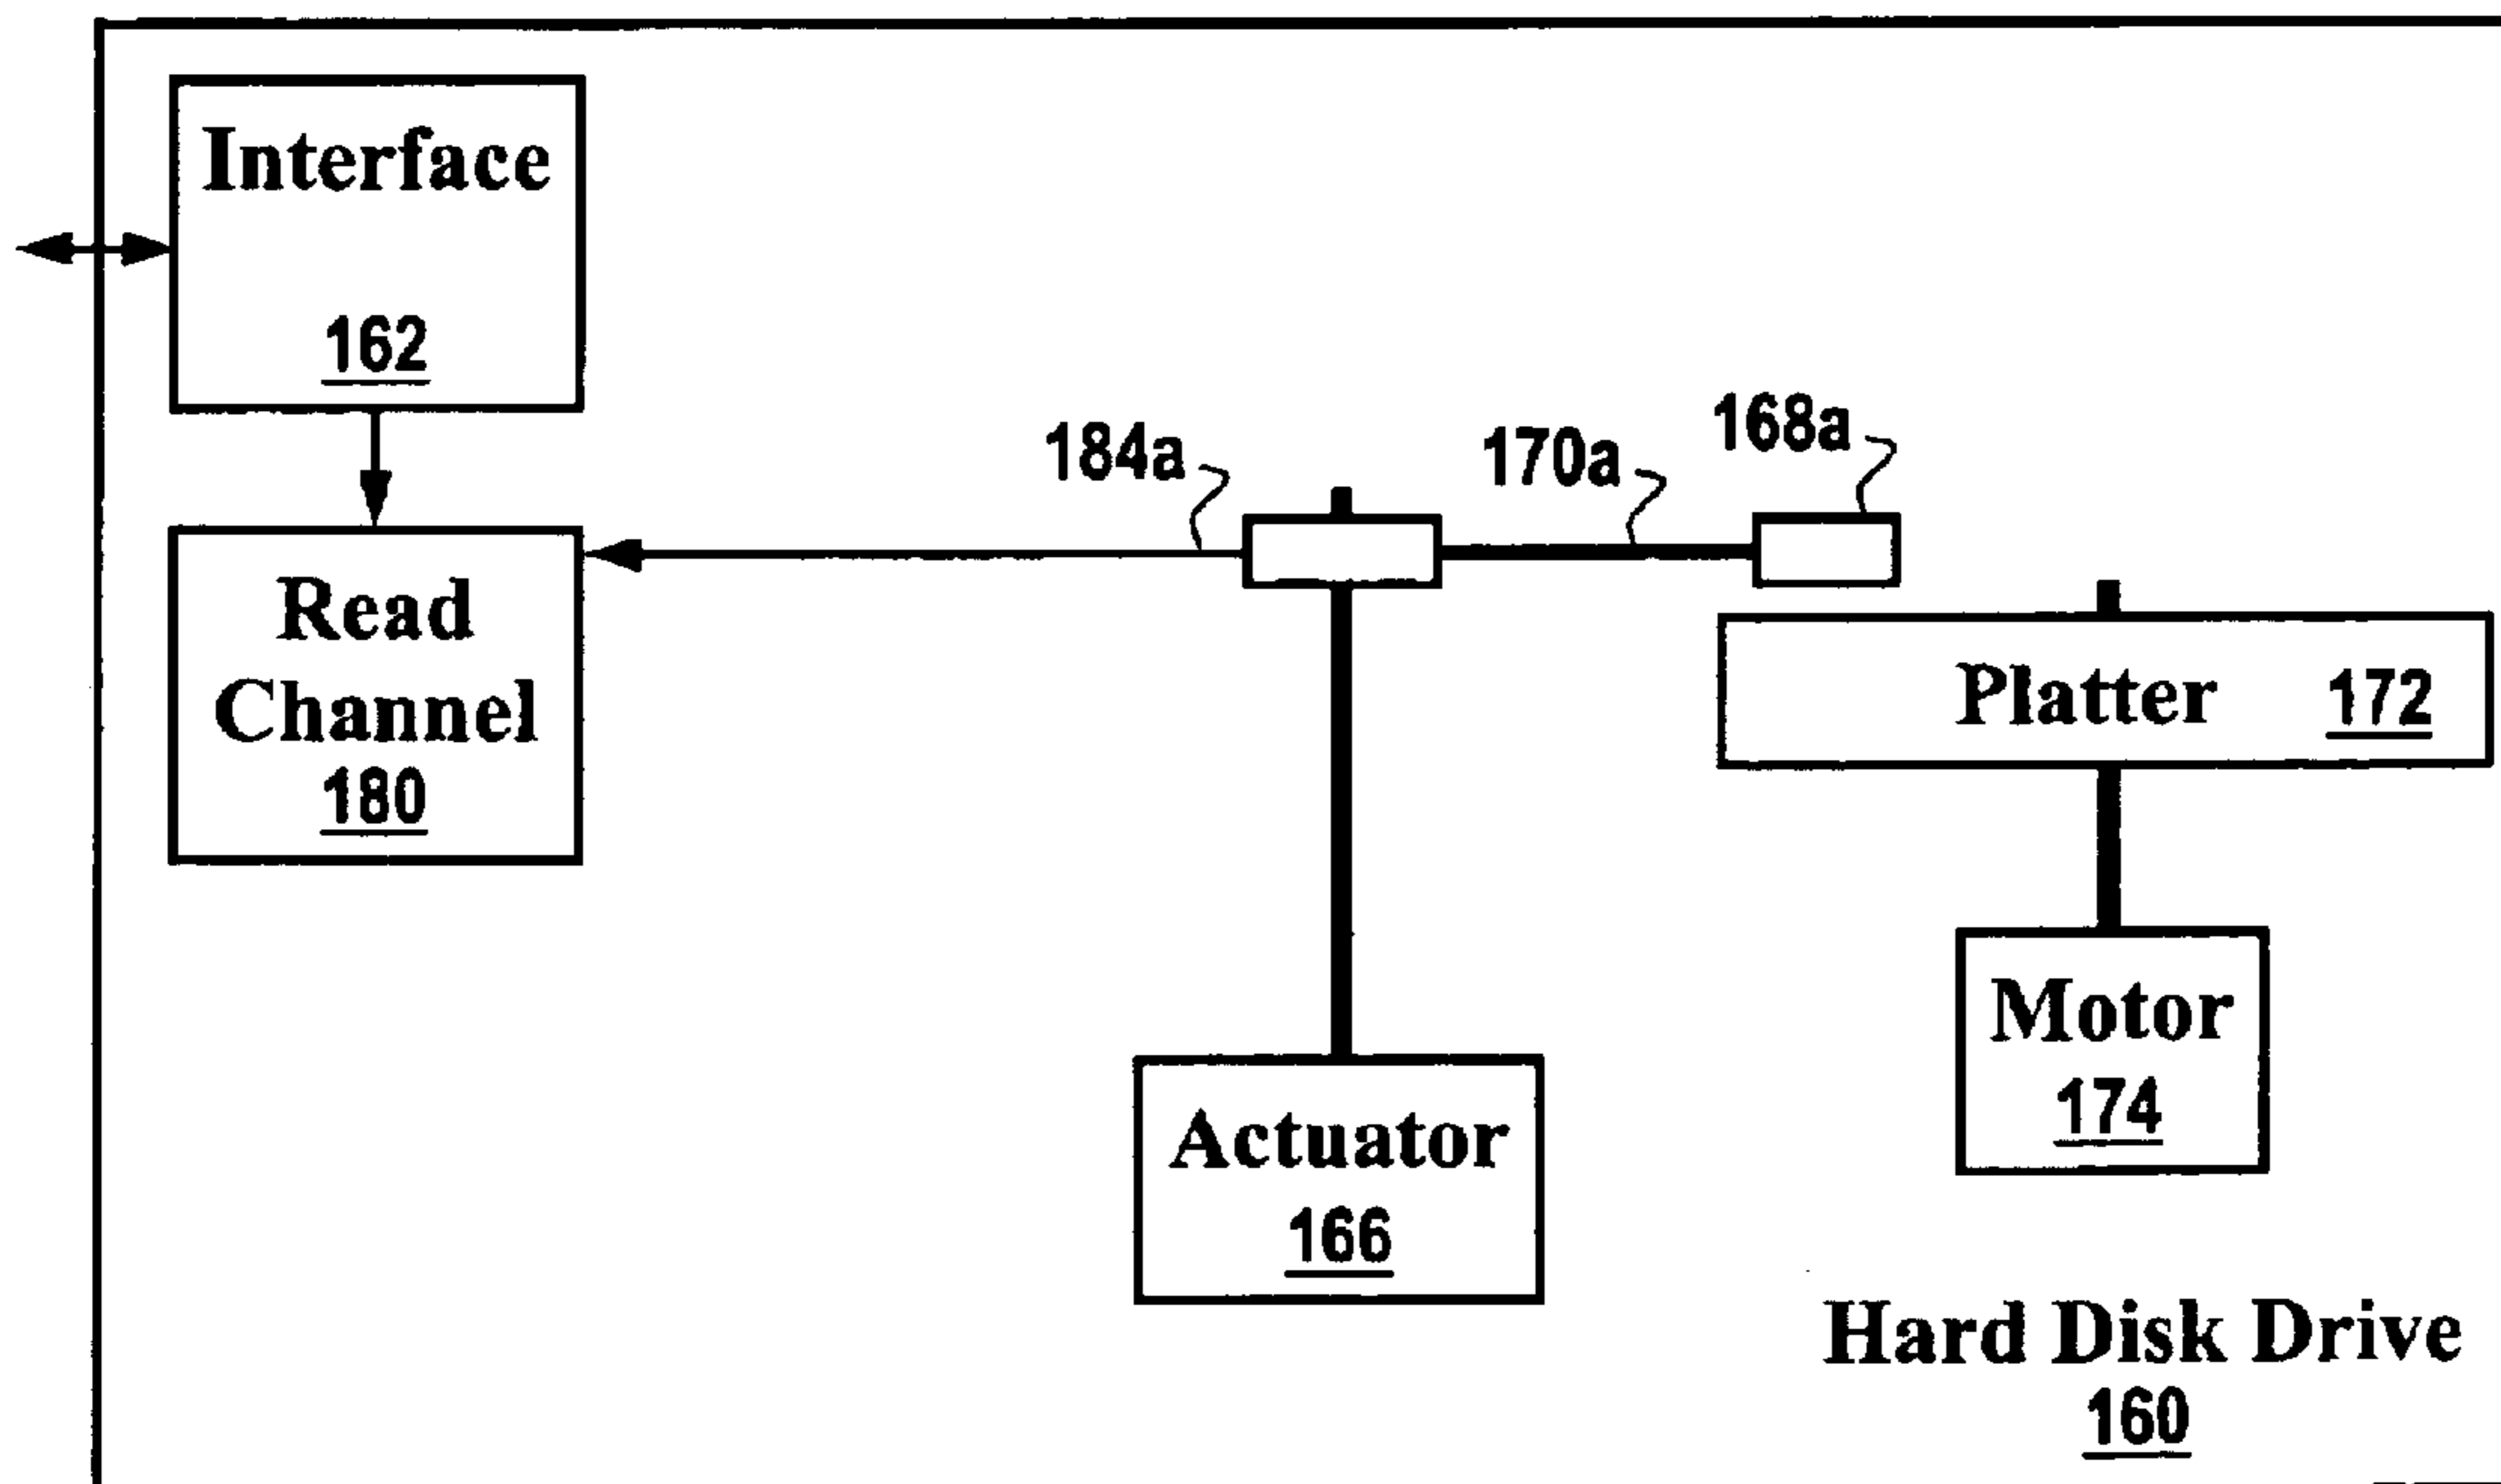 Interface
162
184a
170a
168a
Read
Channel
180
Platter 172
Motor
174
Actuator
166
Hard Disk Drive
160